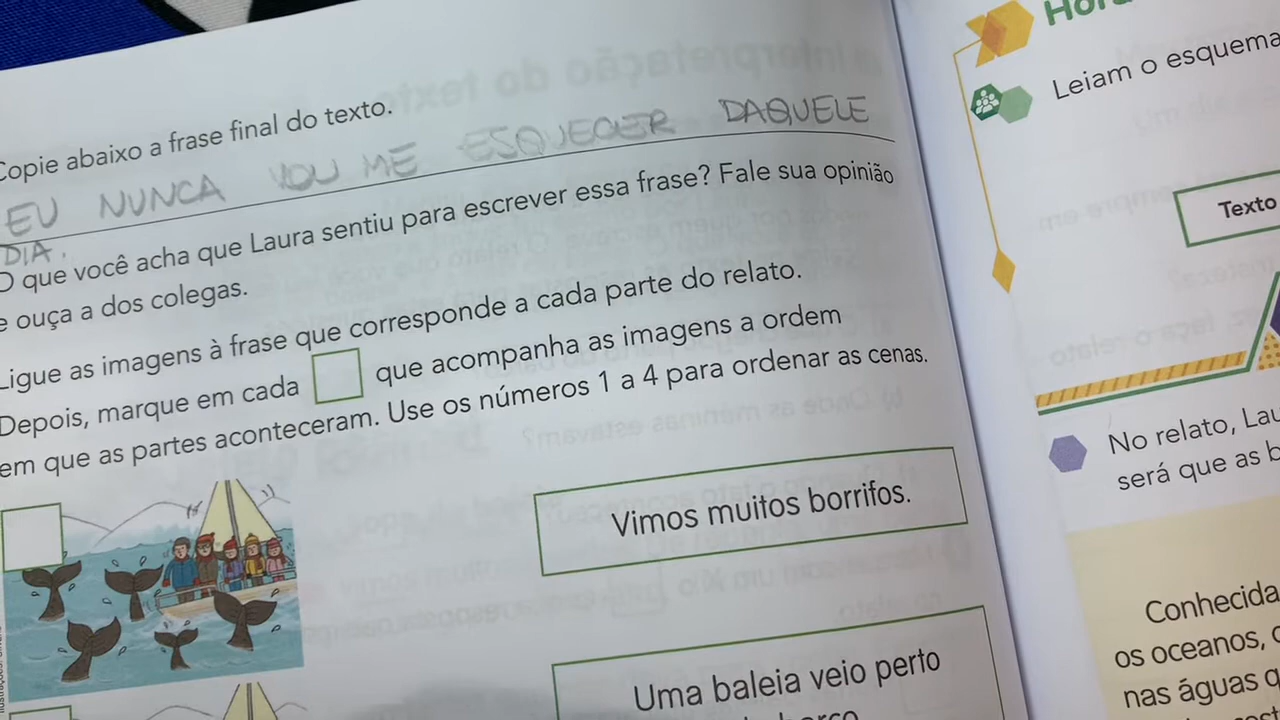 Copie abaixo a frase final do texto.
EU NUNCA VOU ME ESQUECER DAQUELE
DIA.
O que você acha que Laura sentiu para escrever essa frase? Fale sua opinião
e ouça a dos colegas.
Ligue as imagens à frase que corresponde a cada parte do relato.
Depois, marque em cada que acompanha as imagens a ordem
em que as partes aconteceram. Use os números 1 a 4 para ordenar as cenas.
Vimos muitos borrifos.
Uma baleia veio perto
Leiam o esquema
Texto
No relato, Lau
será que as b
Conhecida
os oceanos,
nas águas q